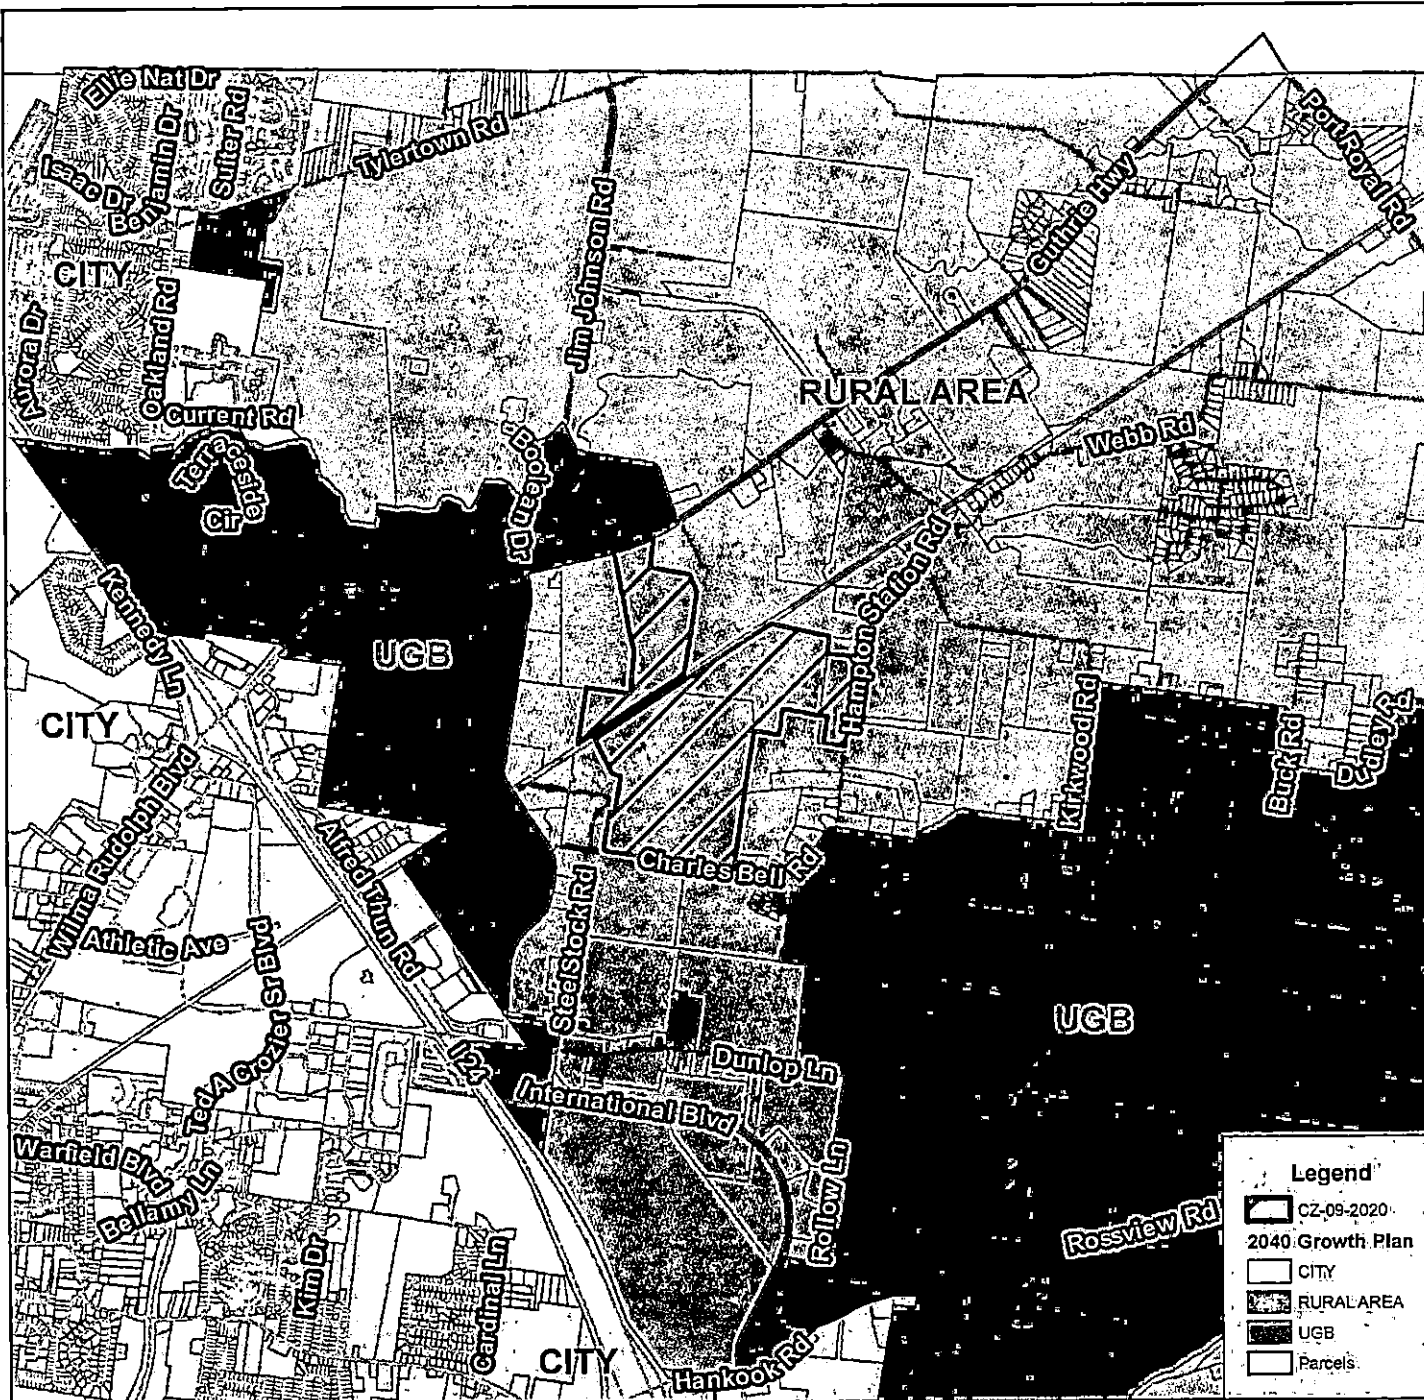 Ellie Nat Dr
Suiter Rd
Benjamin Dr
Isaac Dr
Tylertown Rd
Port Royal Rd
Guthrie Hwy
Jim Johnson Rd
CITY
Oakland Rd
Aurora Dr
RURAL AREA
Current Rd
Webb Rd
Terraceside
Cir
Boolean Dr
Hampton Station Rd
Kennedy Ln
UGB
CITY
Kirkwood Rd
Buck Rd
Dudley Rd
Wilma Rudolph Blvd
Alfred Thun Rd
Charles Bell Rd
SteelStock Rd
Athletic Ave
Ted A Crozier Sr Blvd
UGB
I 24
Dunlop Ln
International Blvd
Warfield Blvd
Bellamy Ln
Rollow Ln
Rossview Rd
Kim Dr
Cardinal Ln
CITY
Hankook Rd
Legend
CZ-09-2020
2040 Growth Plan
CITY
RURAL AREA
UGB
Parcels